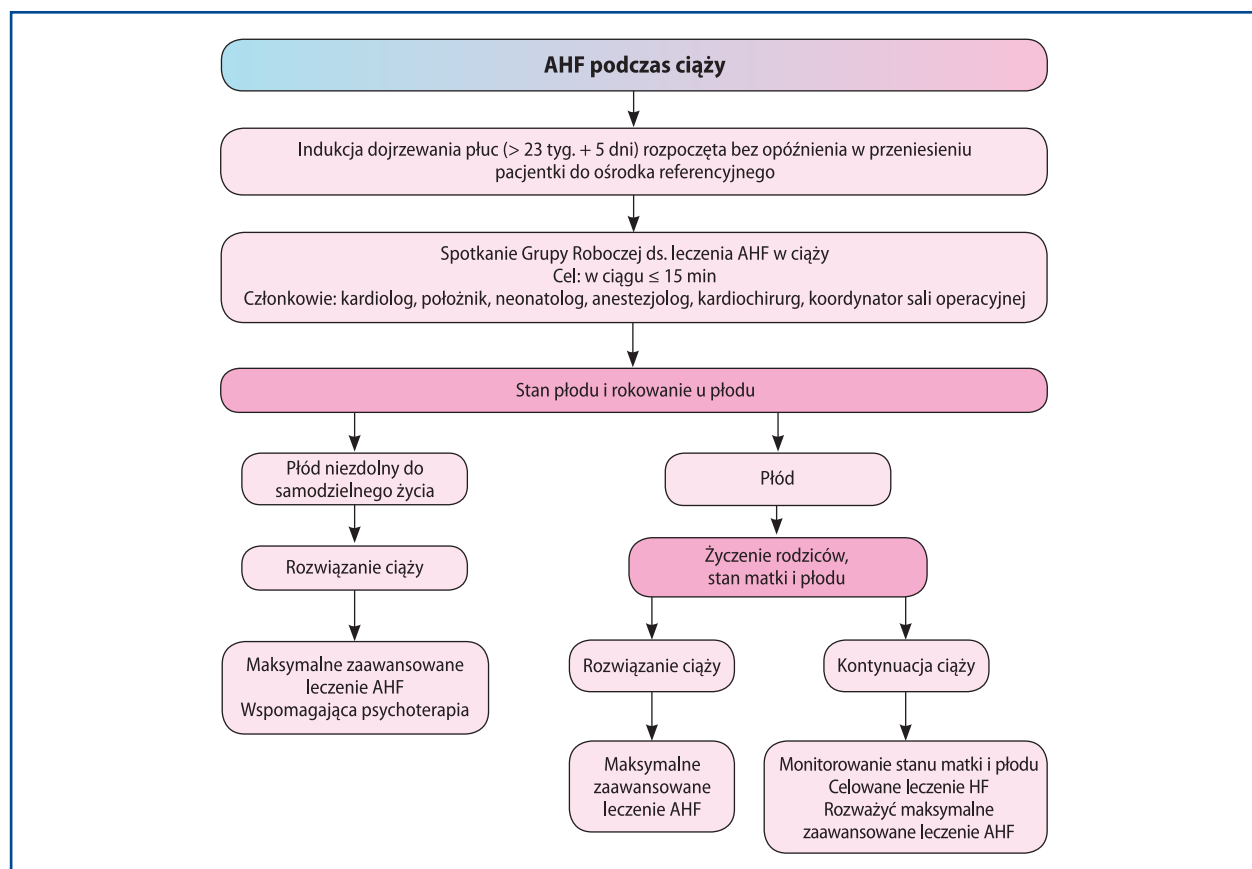 AHF podczas ciąży
Indukcja dojrzewania płuc (> 23 tyg. + 5 dni) rozpoczęta bez opóźnienia w przeniesieniu
pacjentki do ośrodka referencyjnego
Spotkanie Grupy Roboczej ds. leczenia AHF w ciąży
Cel: w ciągu ≤ 15 min
Członkowie: kardiolog, położnik, neonatolog, anestezjolog, kardiochirurg, koordynator sali operacyjnej
Stan płodu i rokowanie u płodu
Płód niezdolny do
samodzielnego życia
Rozwiązanie ciąży
Maksymalne zaawansowane
leczenie AHF
Wspomagająca psychoterapia
Płód
Życzenie rodziców,
stan matki i płodu
Rozwiązanie ciąży
Maksymalne
zaawansowane
leczenie AHF
Kontynuacja ciąży
Monitorowanie stanu matki i płodu
Celowane leczenie HF
Rozważyć maksymalne
zaawansowane leczenie AHF